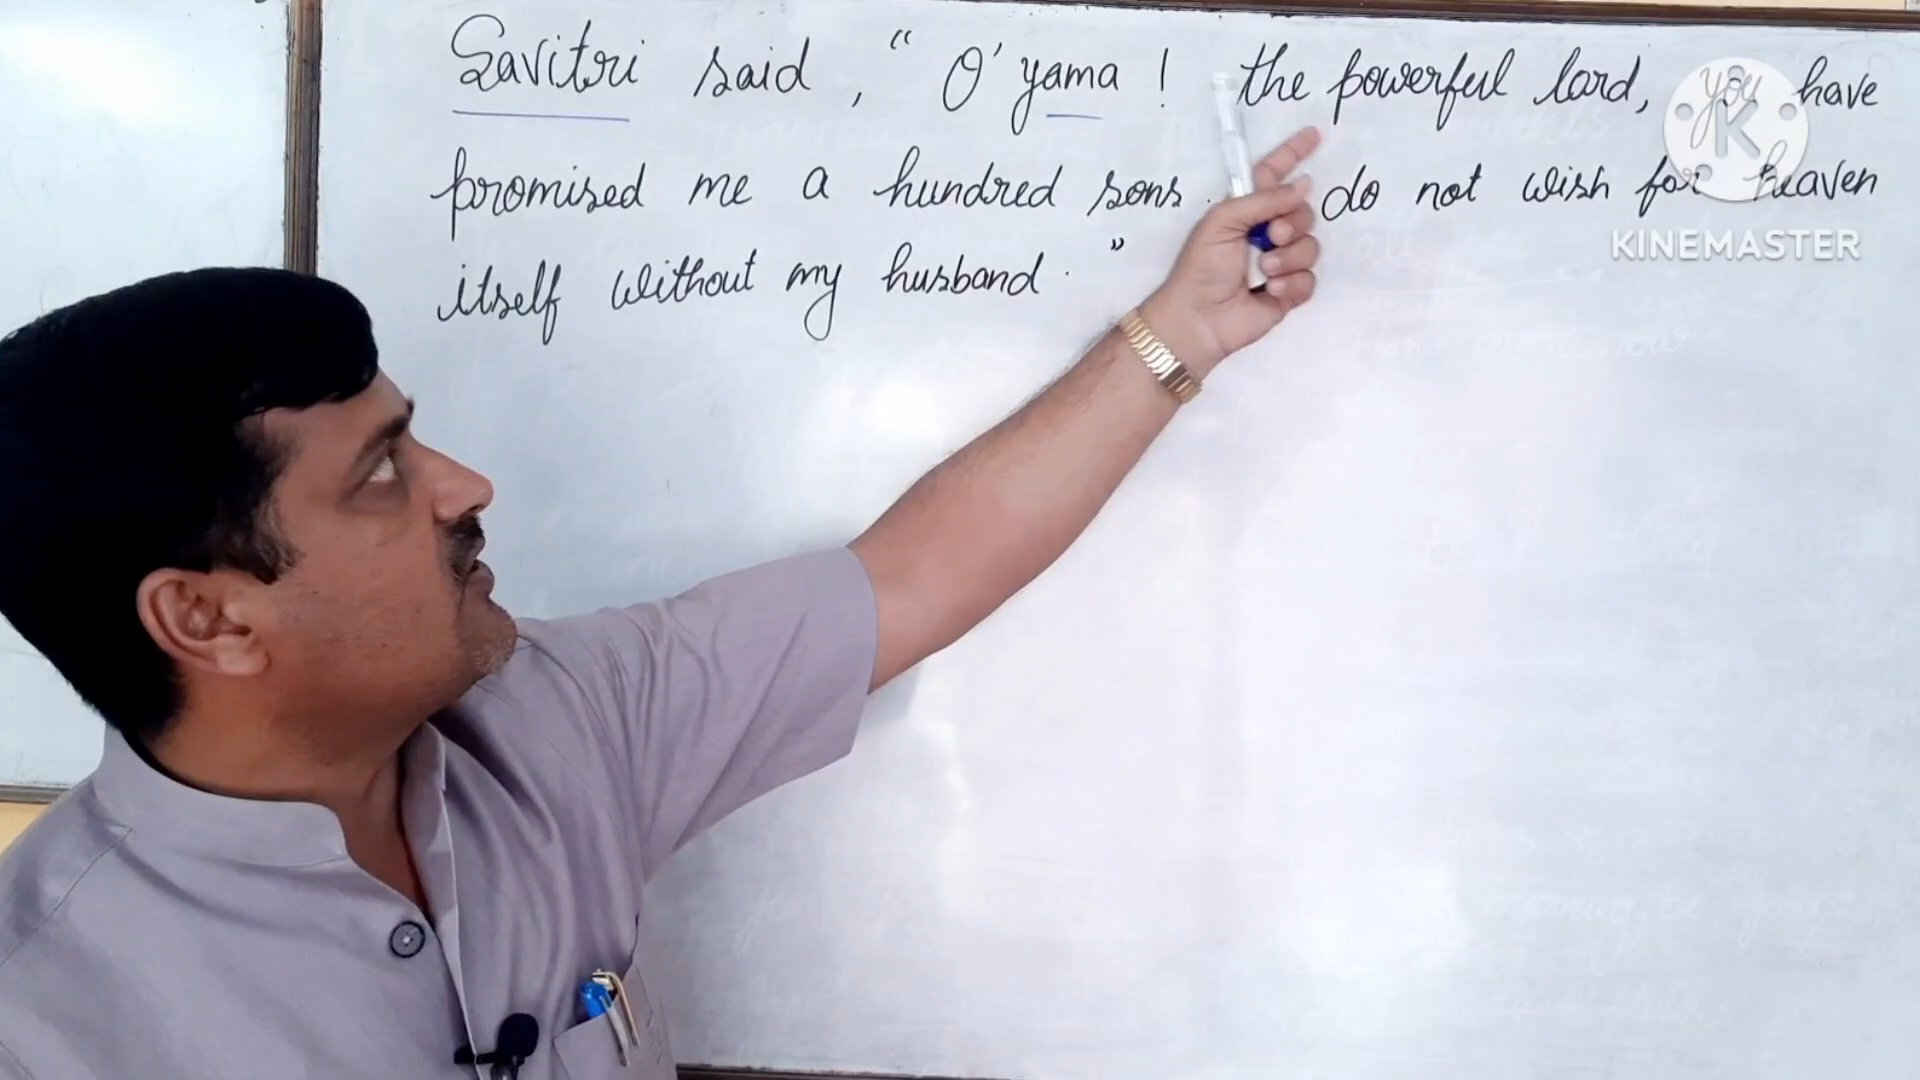 Savitri said, “ O' yama ! the powerful lord, you have
promised me a hundred sons. do not wish for heaven
itself without my husband. ”
K
KINEMASTER